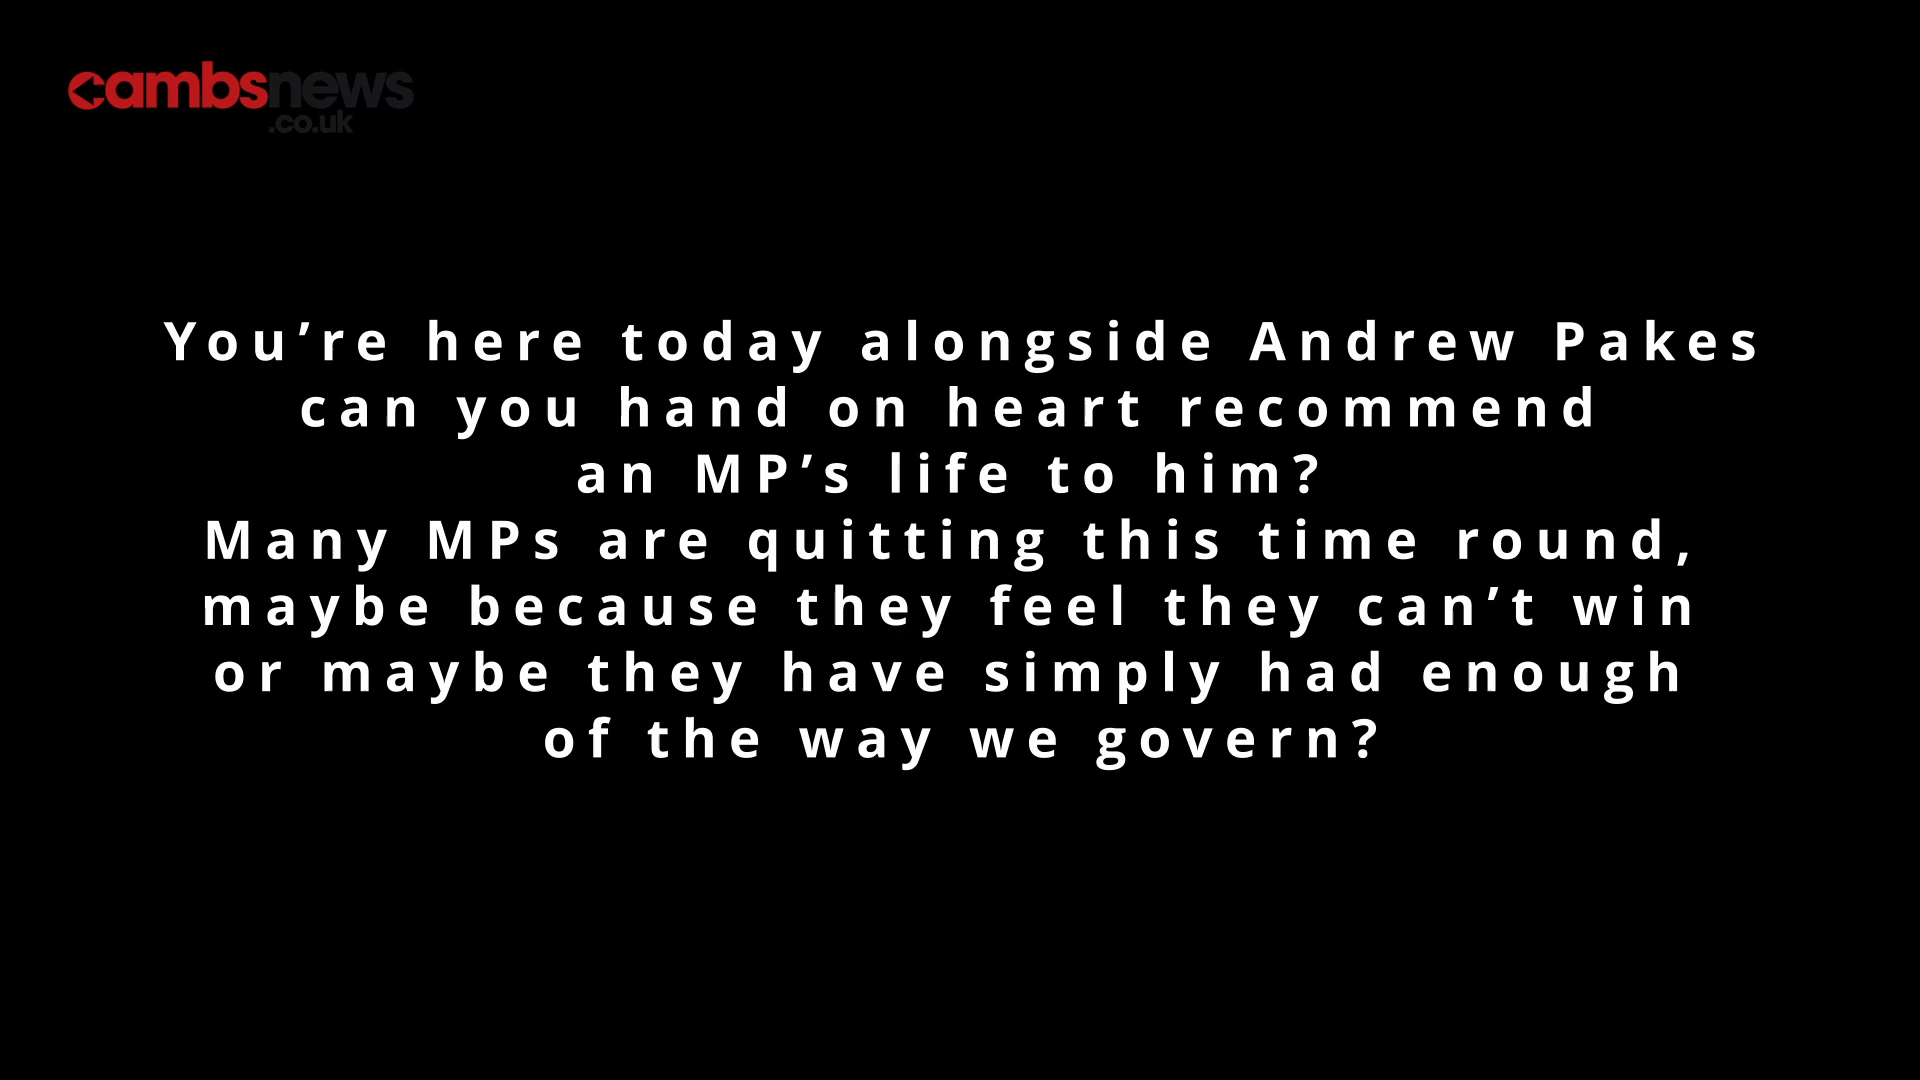 cambsnews
.co.uk
You’re here today alongside Andrew Pakes
can you hand on heart recommend
an MP’s life to him?
Many MPs are quitting this time round,
maybe because they feel they can’t win
or maybe they have simply had enough
of the way we govern?